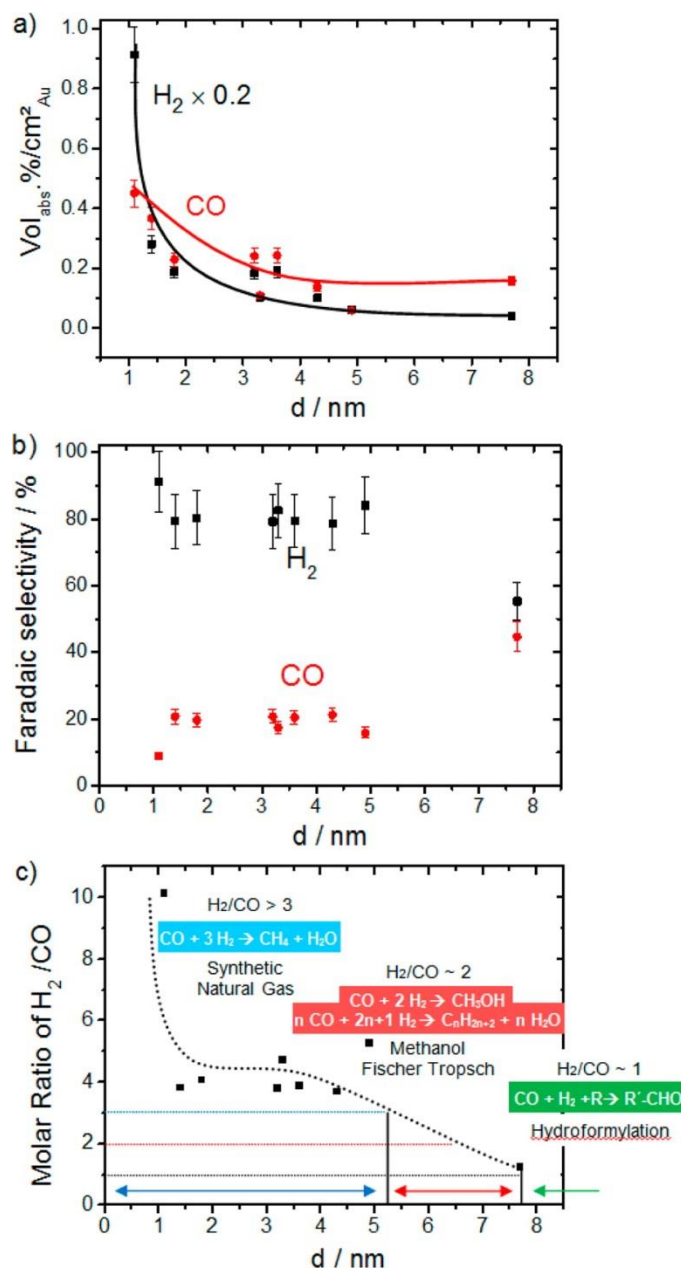 a)
1.0
0.8
0.6
0.4
0.2
0.0
Vol_abs.%/cm²_Au
H₂ × 0.2
CO
1 2 3 4 5 6 7 8
d / nm
b)
100
80
60
40
20
0
Faradaic selectivity / %
H₂
CO
0 1 2 3 4 5 6 7 8
d / nm
c)
10
8
6
4
2
0
Molar Ratio of H₂ /CO
H₂/CO > 3
CO + 3 H₂ → CH₄ + H₂O
Synthetic
Natural Gas
H₂/CO ~ 2
CO + 2 H₂ → CH₃OH
n CO + 2n+1 H₂ → CₙH₂ₙ₊₂ + n H₂O
Methanol
Fischer Tropsch
H₂/CO ~ 1
CO + H₂ +R→ R´-CHO
Hydroformylation
0 1 2 3 4 5 6 7 8
d / nm